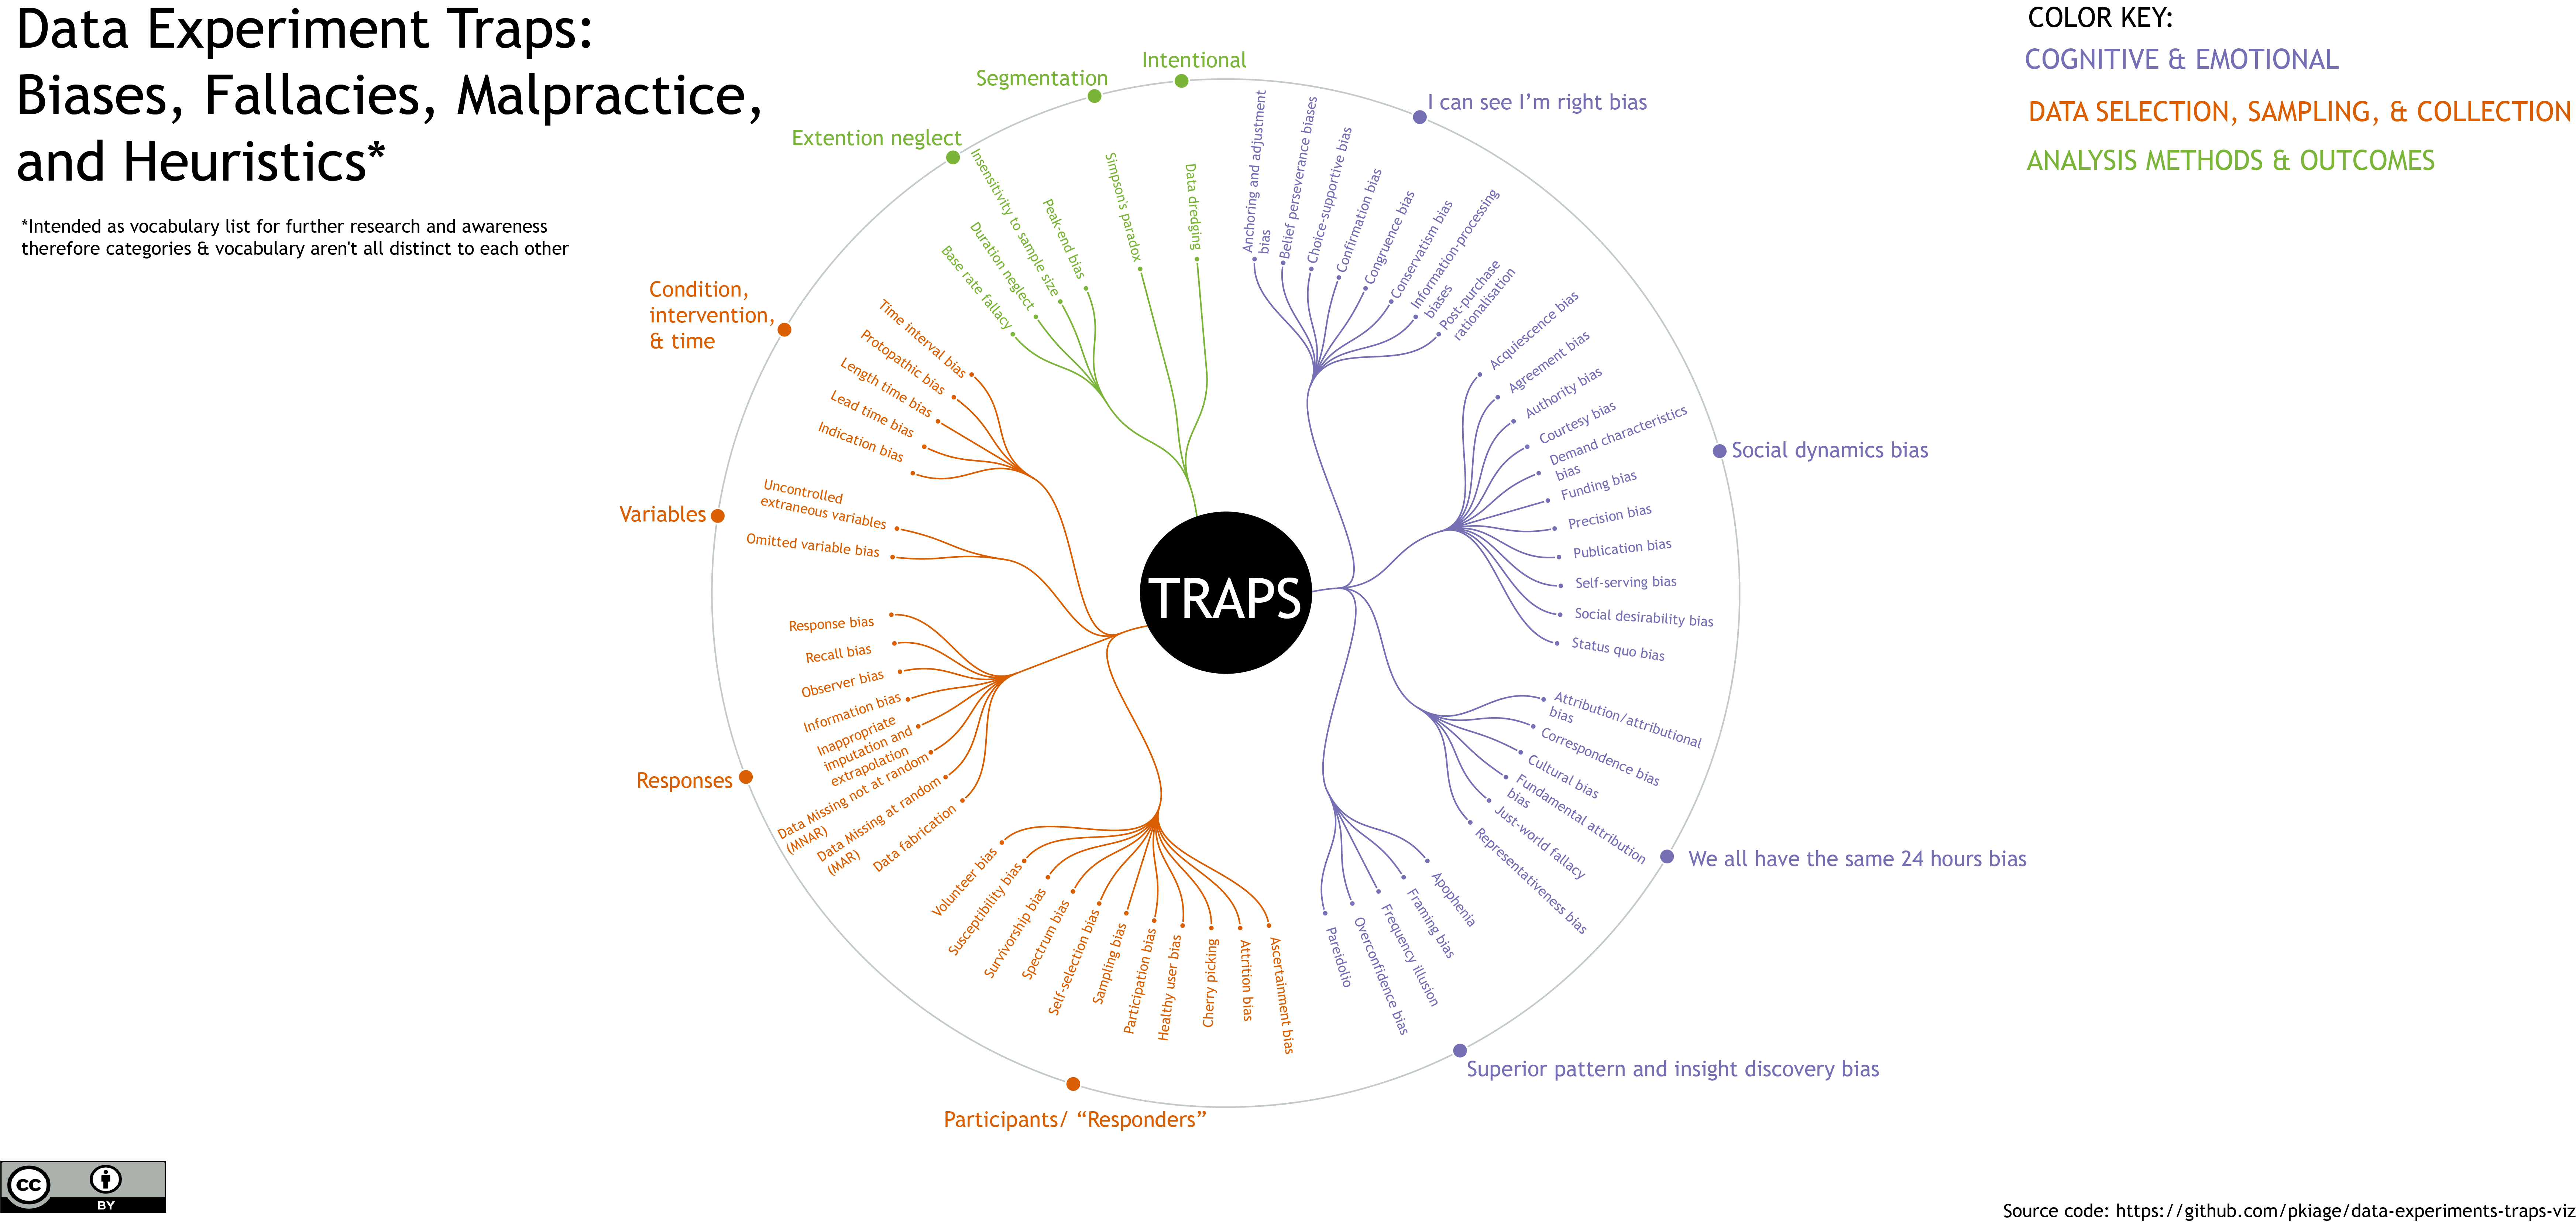 Data Experiment Traps:
Biases, Fallacies, Malpractice,
and Heuristics*
*Intended as vocabulary list for further research and awareness
therefore categories & vocabulary aren't all distinct to each other
COLOR KEY:
COGNITIVE & EMOTIONAL
DATA SELECTION, SAMPLING, & COLLECTION
ANALYSIS METHODS & OUTCOMES
TRAPS
Intentional
Data dredging
Segmentation
Simpson's paradox
Extention neglect
Peak-end bias
Insensitivity to sample size
Duration neglect
Base rate fallacy
Condition,
intervention,
& time
Time interval bias
Protopathic bias
Length time bias
Lead time bias
Indication bias
Variables
Uncontrolled
extraneous variables
Omitted variable bias
Responses
Response bias
Recall bias
Observer bias
Information bias
Inappropriate
imputation and
extrapolation
Data Missing not at random
(MNAR)
Data Missing at random
(MAR)
Data fabrication
Participants/ “Responders”
Volunteer bias
Susceptibility bias
Survivorship bias
Spectrum bias
Self-selection bias
Sampling bias
Participation bias
Healthy user bias
Cherry picking
Attrition bias
Ascertainment bias
I can see I’m right bias
Anchoring and adjustment
bias
Belief perseverance biases
Choice-supportive bias
Confirmation bias
Congruence bias
Conservatism bias
Information-processing
biases
Post-purchase
rationalisation
Social dynamics bias
Acquiescence bias
Agreement bias
Authority bias
Courtesy bias
Demand characteristics
bias
Funding bias
Precision bias
Publication bias
Self-serving bias
Social desirability bias
Status quo bias
We all have the same 24 hours bias
Attribution/attributional
bias
Correspondence bias
Cultural bias
Fundamental attribution
bias
Just-world fallacy
Representativeness bias
Superior pattern and insight discovery bias
Apophenia
Framing bias
Frequency illusion
Overconfidence bias
Pareidolio
CC
BY
Source code: https://github.com/pkiage/data-experiments-traps-viz